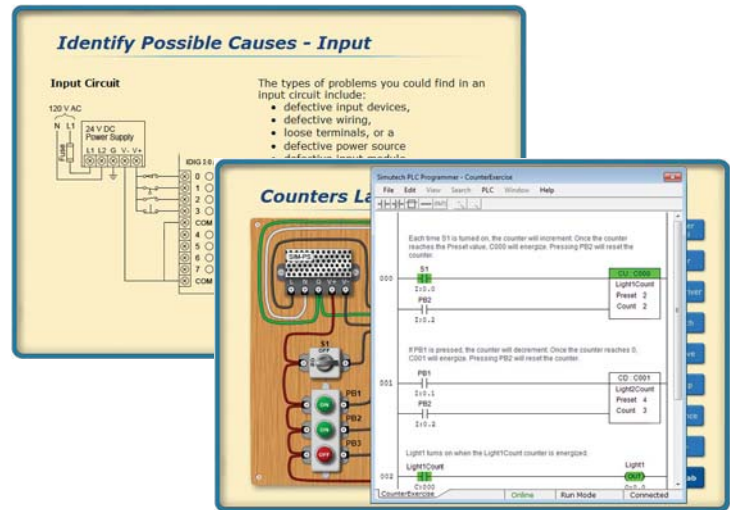 Identify Possible Causes - Input
Input Circuit
120 V AC
N L1
Fuse
24 V DC
Power Supply
L1 L2 G V- V+
0
1
2
3
COM
4
5
6
7
COM
The types of problems you could find in an
input circuit include:
• defective input devices,
• defective wiring,
• loose terminals, or a
• defective power source
• defective input module
Counters La
SIM-PS
L N G V+ V-
S1
OFF
PB1
ON
PB2
ON
PB3
OFF
Simutech PLC Programmer - CounterExercise
File Edit View Search PLC Window Help
Each time S1 is turned on, the counter will increment. Once the counter
reaches the Preset value, C000 will energize. Pressing PB2 will reset the
counter.
000
S1
I:0.0
PB2
I:0.2
CU : C000
Light1Count
Preset 2
Count 2
If PB1 is pressed, the counter will decrement. Once the counter reaches 0,
C001 will energize. Pressing PB2 will reset the counter.
001
PB1
I:0.1
PB2
I:0.2
CD : C001
Light2Count
Preset 4
Count 3
Light1 turns on when the Light1Count counter is energized.
002
Light1Count
C:000
Light1
OUT
O:0.0
CounterExercise
Online
Run Mode
Connected